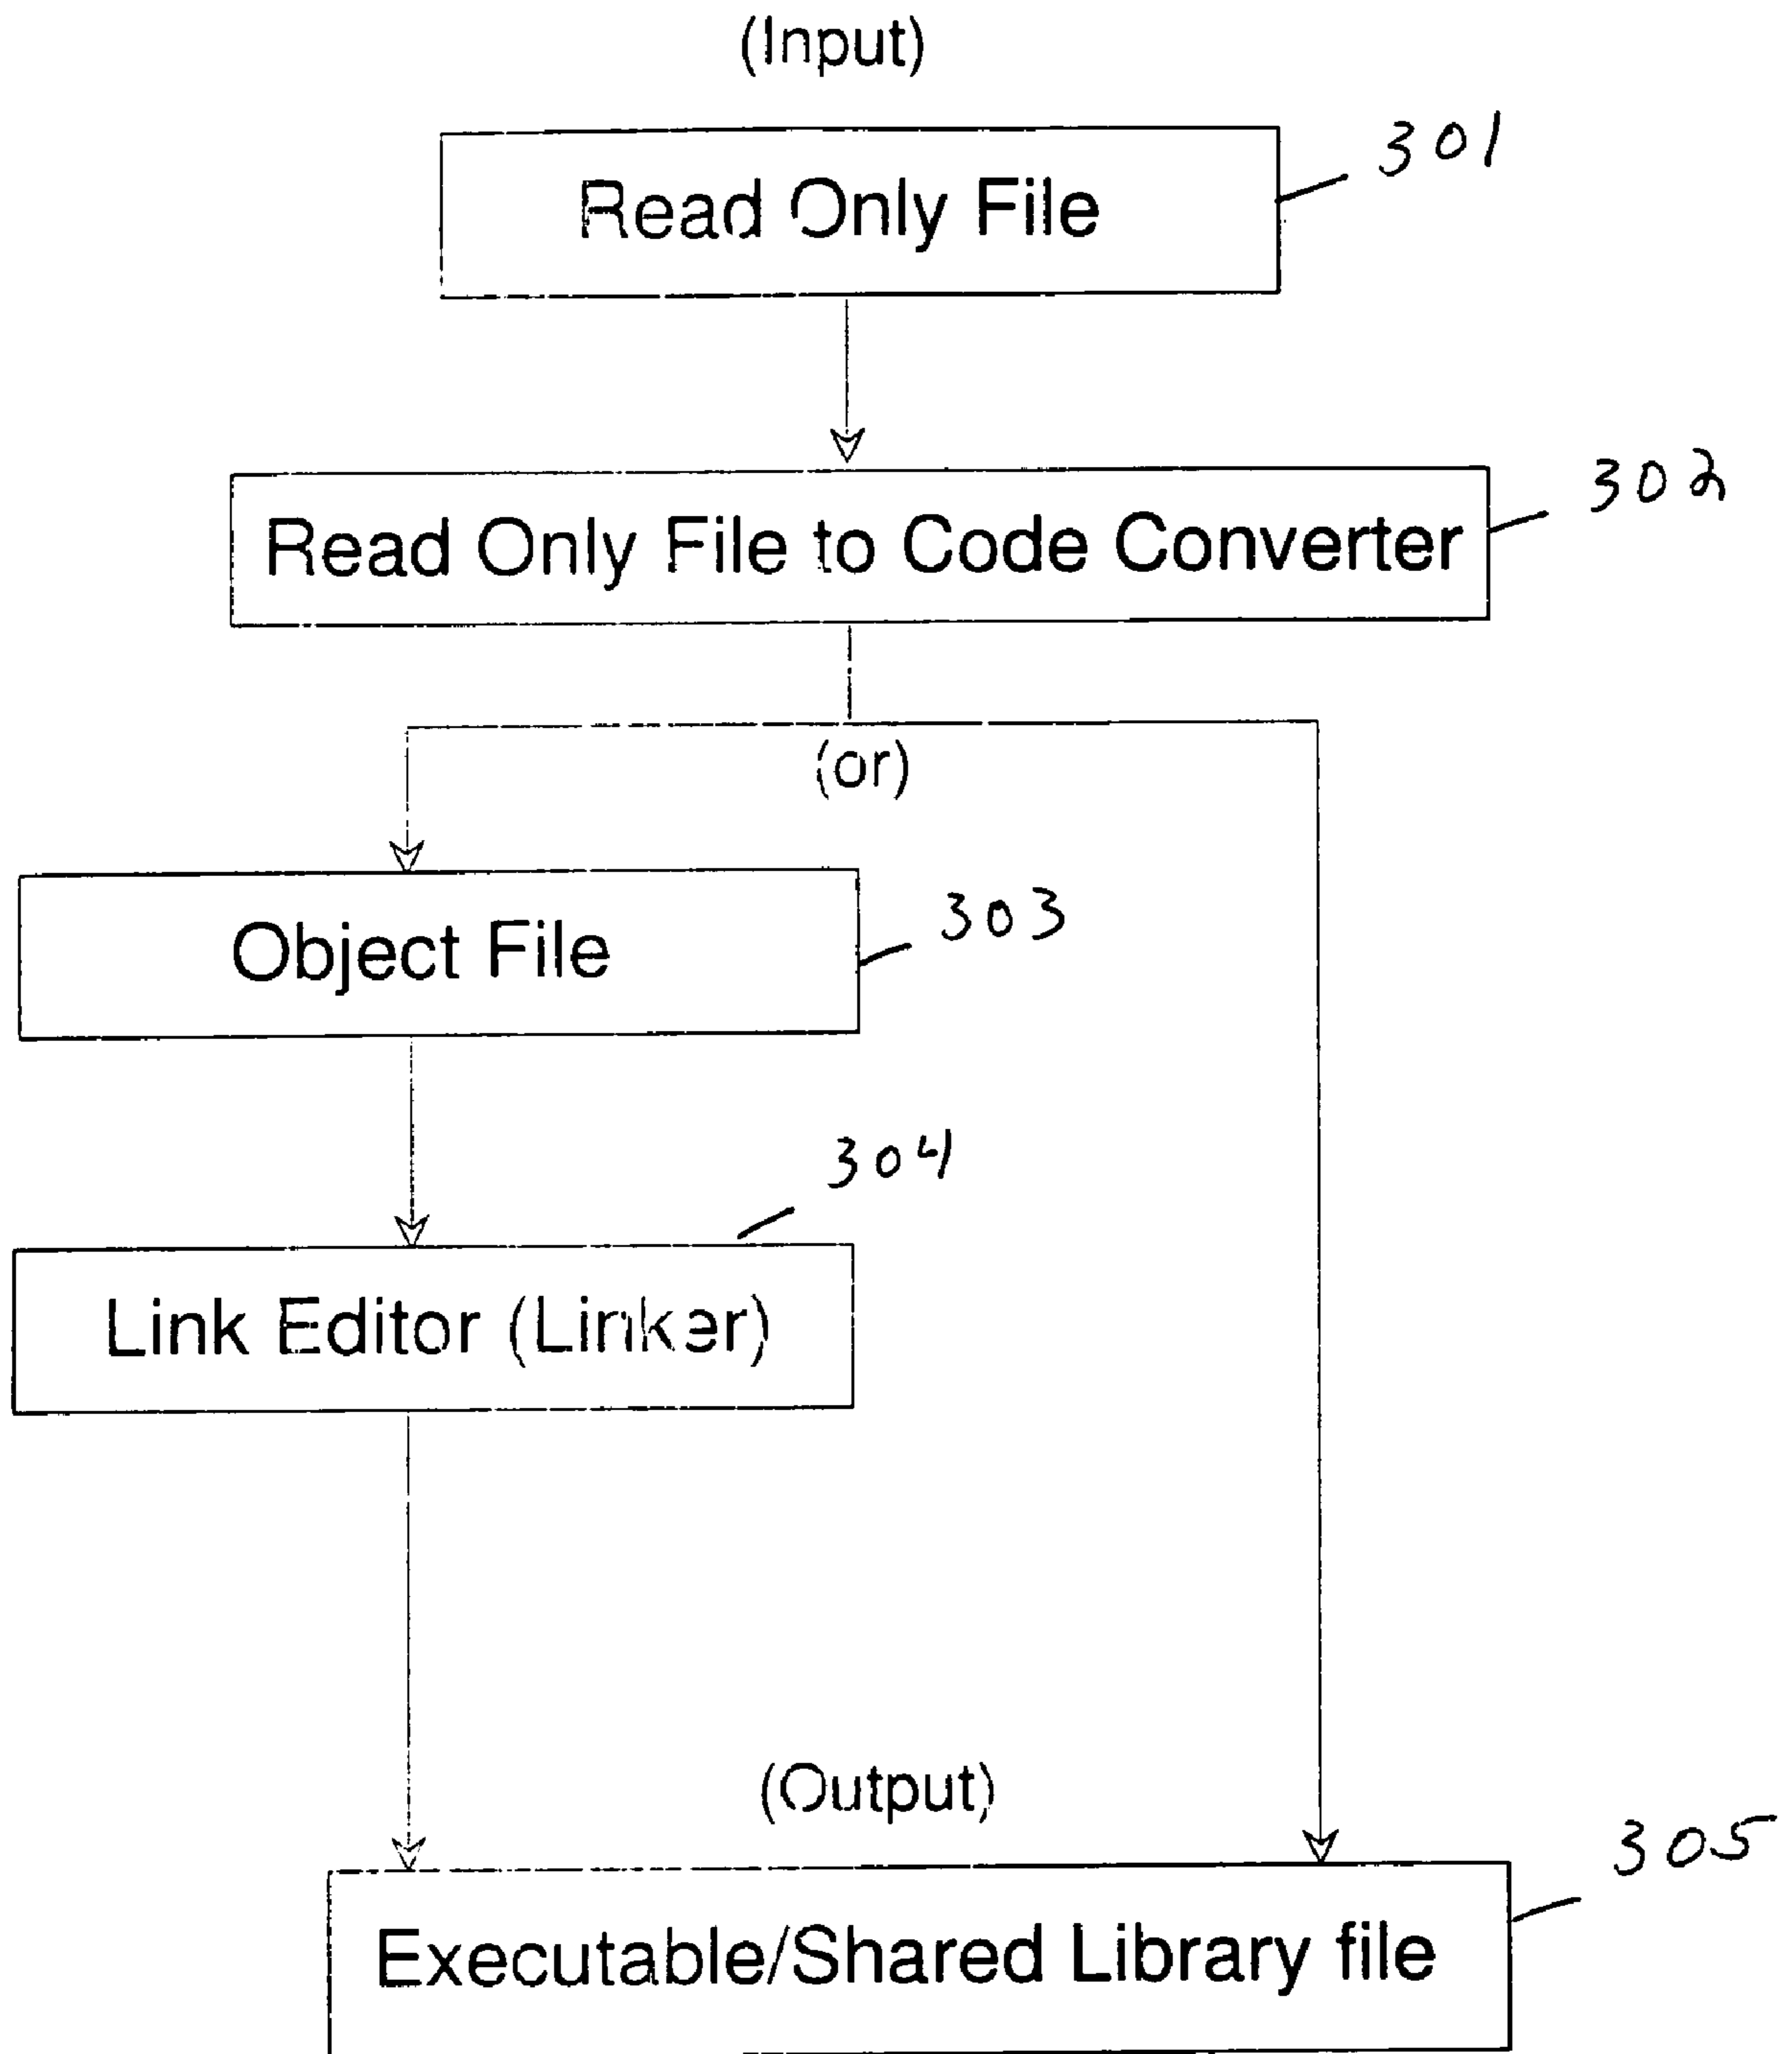 (Input)
Read Only File
301
Read Only File to Code Converter
302
(or)
Object File
303
304
Link Editor (Linker)
(Output)
305
Executable/Shared Library file